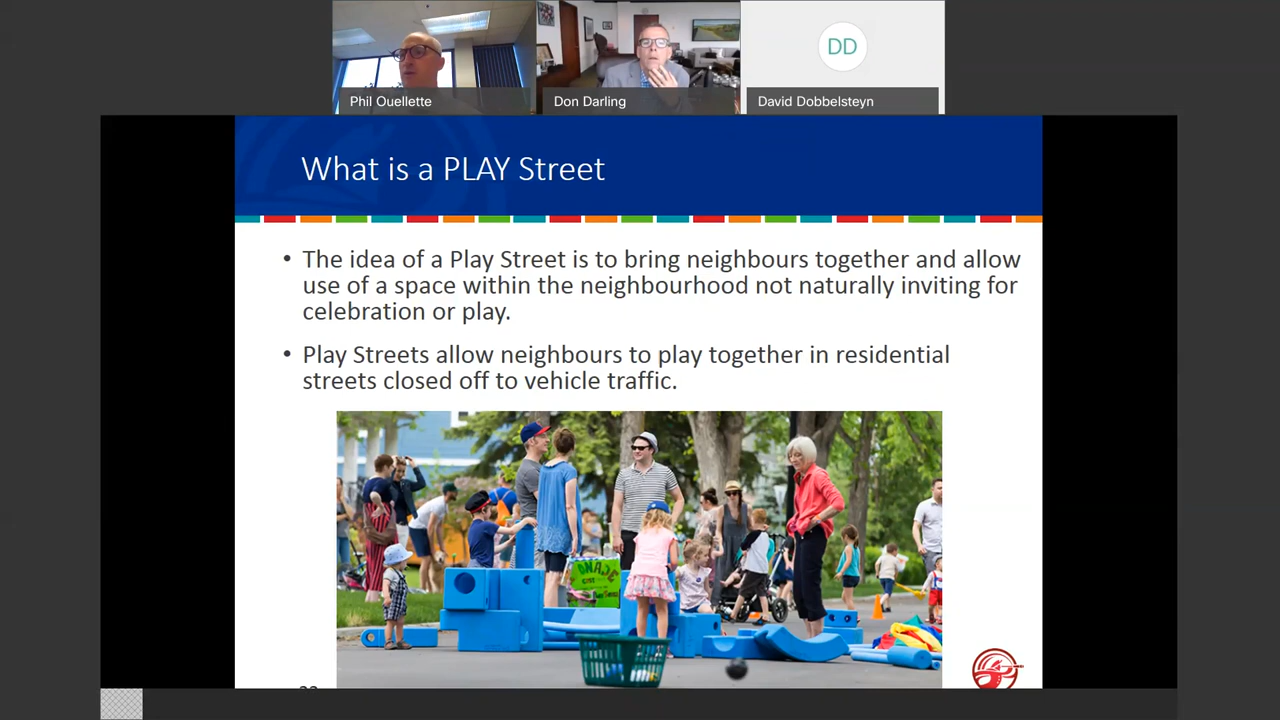 DD
Phil Ouellette
Don Darling
David Dobbelsteyn
What is a PLAY Street
• The idea of a Play Street is to bring neighbours together and allow
use of a space within the neighbourhood not naturally inviting for
celebration or play.
• Play Streets allow neighbours to play together in residential
streets closed off to vehicle traffic.